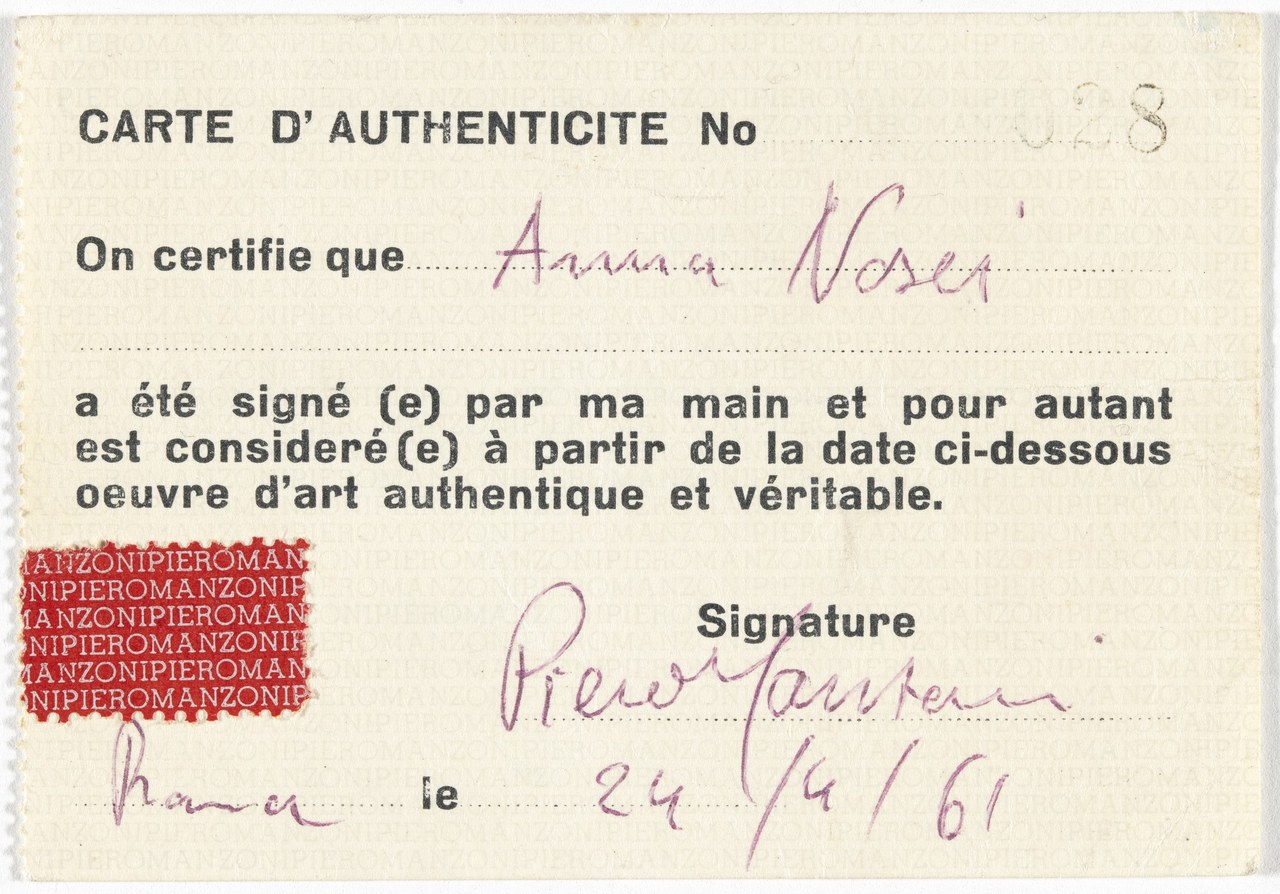 CARTE D'AUTHENTICITE No 028
On certifie que Anna Nosei
a été signé (e) par ma main et pour autant
est consideré(e) à partir de la date ci-dessous
oeuvre d'art authentique et véritable.
ANZONIPIEROMAN
NIPIEROMANZONIP
MANZONIPIEROMAN
NIPIEROMANZONIP
MANZONIPIEROMAN
NIPIEROMANZONIP
Signature
Piero Manzoni
Roma le 24/4/61